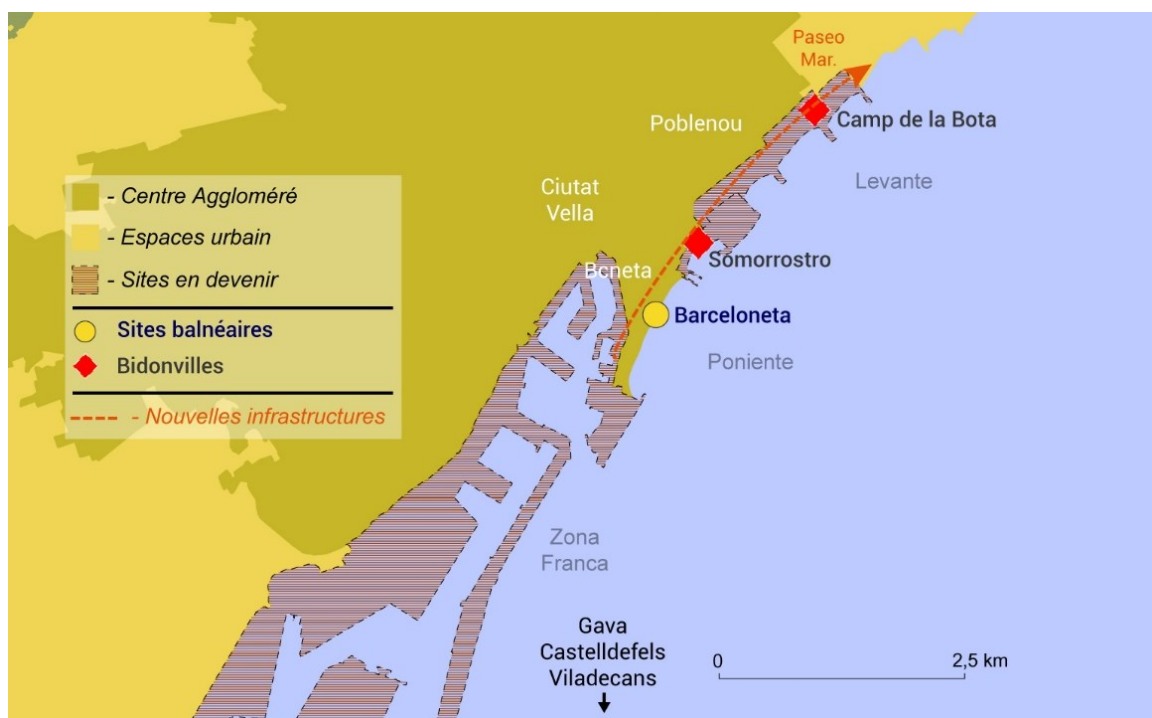 Paseo
Mar.
Camp de la Bota
Poblenou
Levante
Ciutat
Vella
- Centre Aggloméré
- Espaces urbain
- Sites en devenir
Sites balnéaires
Bidonvilles
- Nouvelles infrastructures
Bcneta
Somorrostro
Barceloneta
Poniente
Zona
Franca
Gava
Castelldefels
Viladecans
0 2,5 km